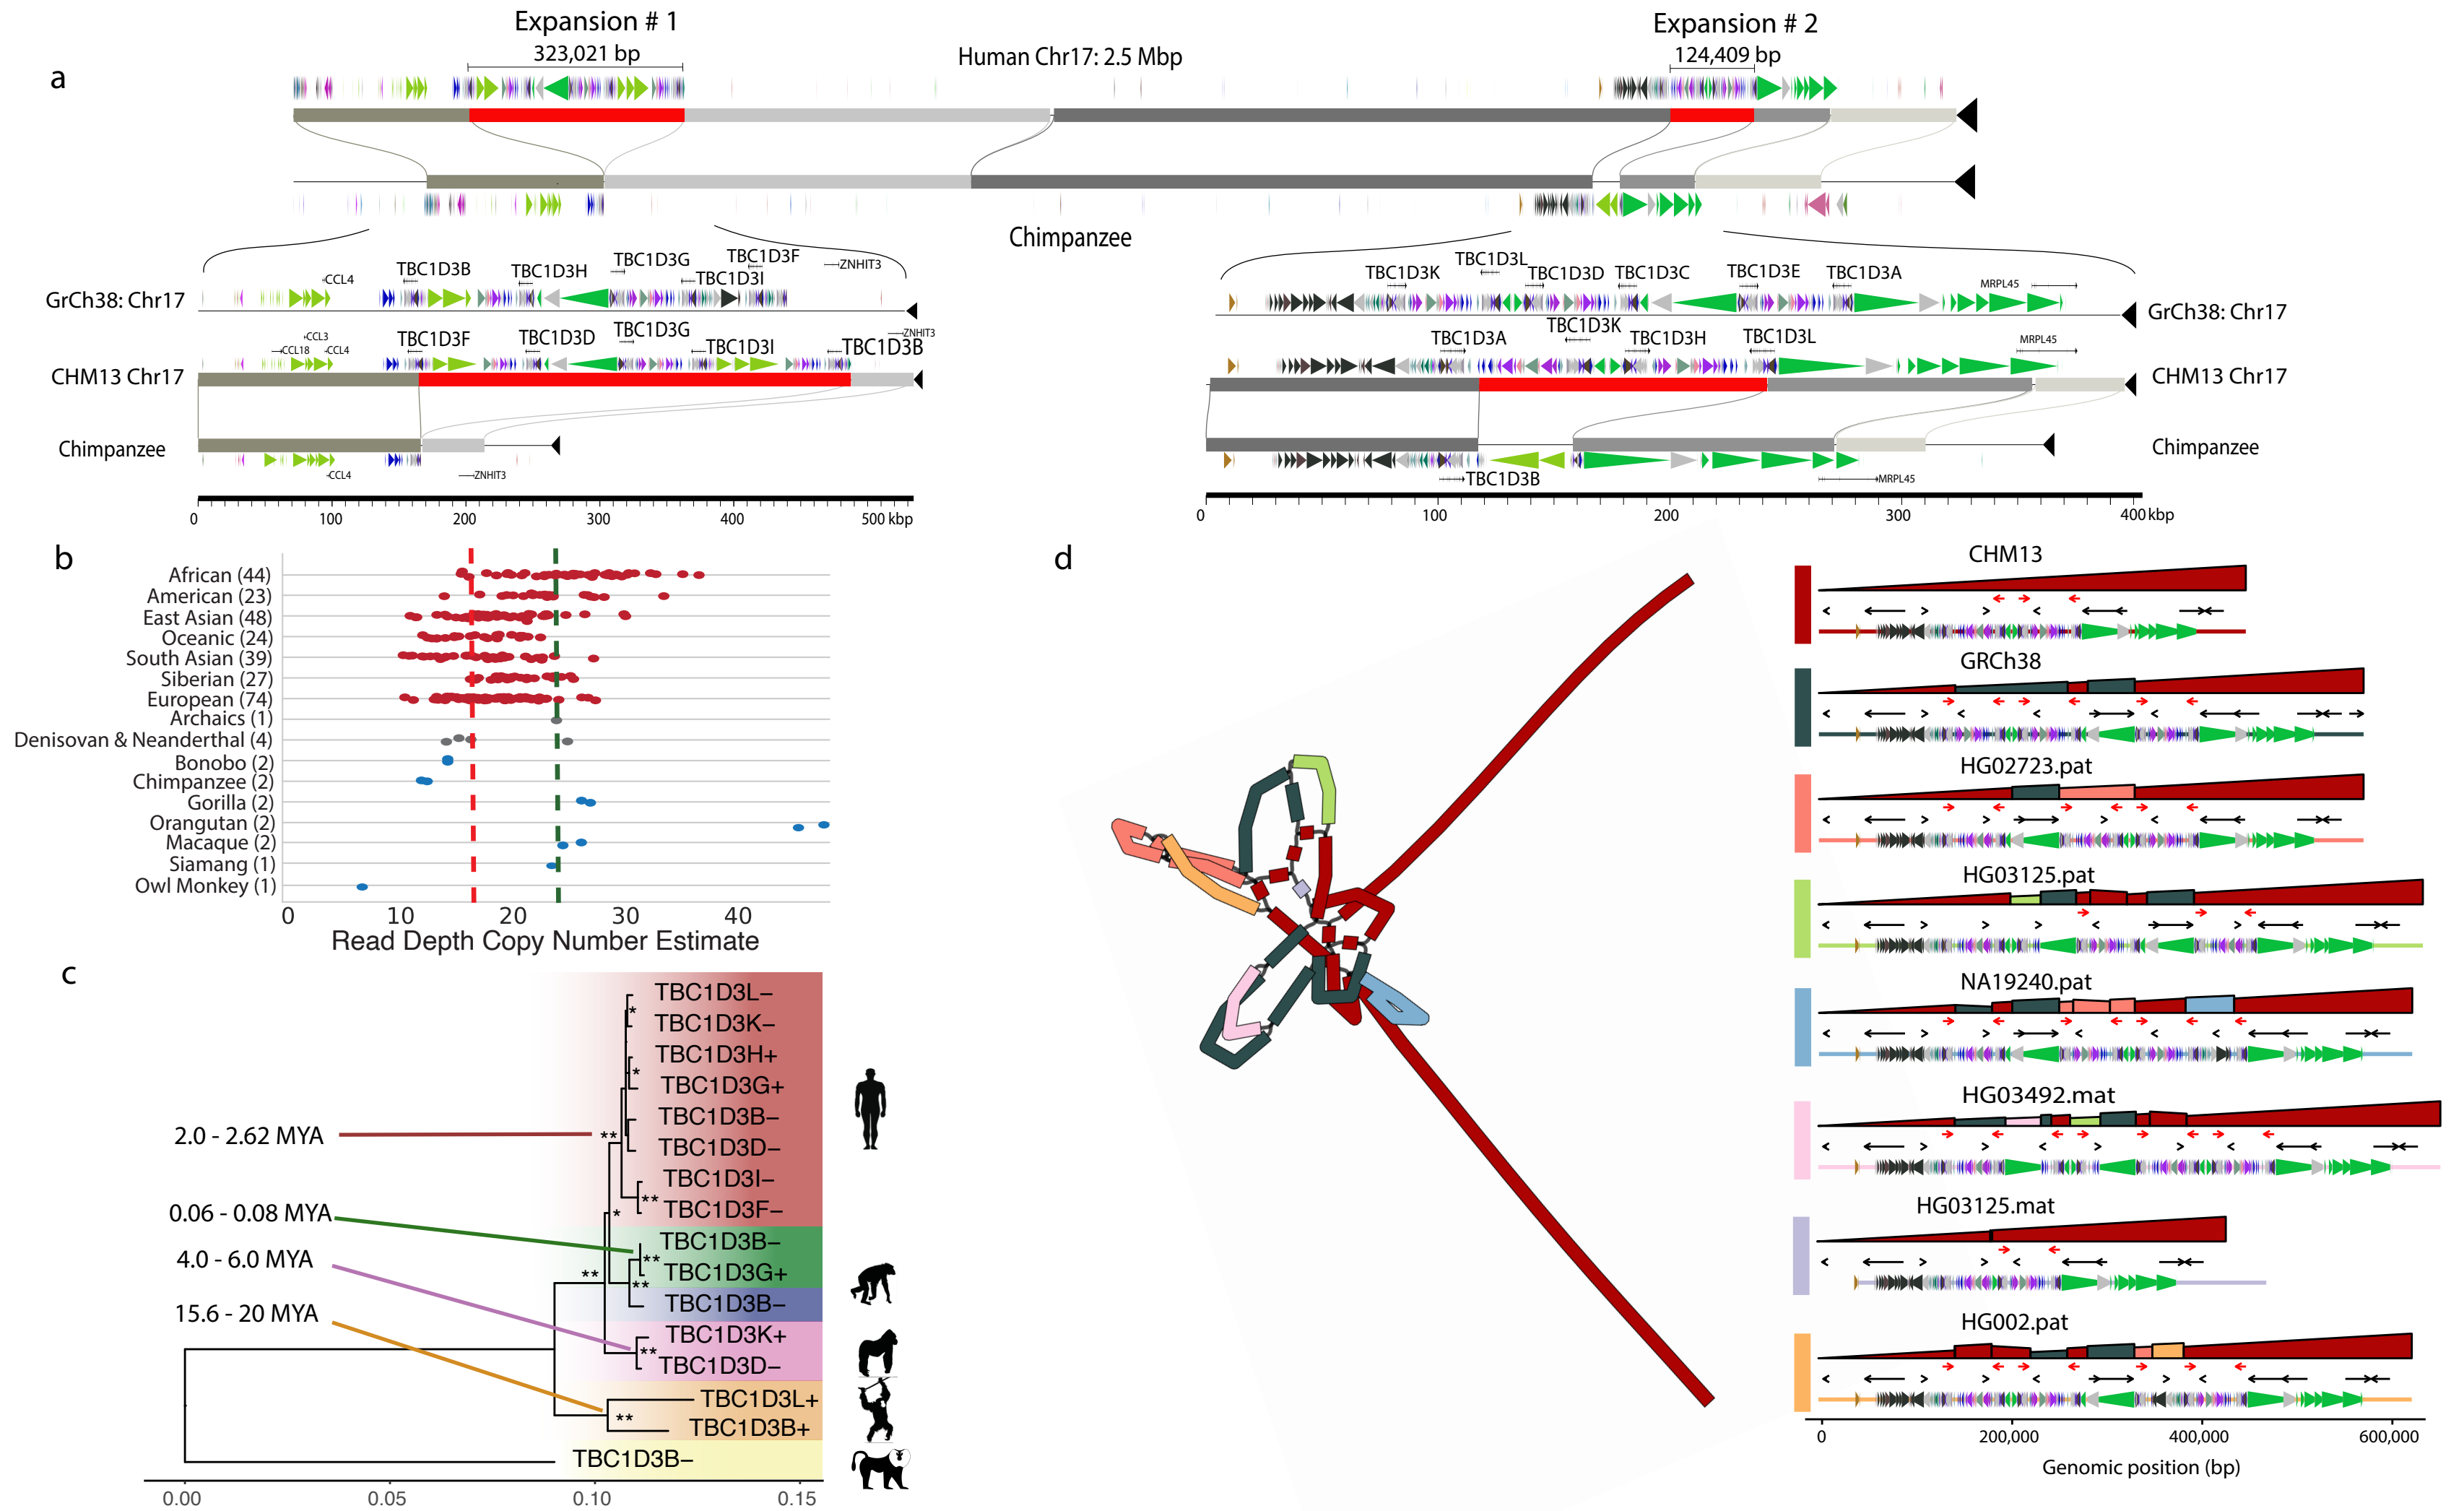 a
Expansion # 1
323,021 bp
Human Chr17: 2.5 Mbp
Expansion # 2
124,409 bp
Chimpanzee
GrCh38: Chr17
CCL4
TBC1D3B
TBC1D3H
TBC1D3G
TBC1D3I
TBC1D3F
ZNHIT3
CHM13 Chr17
CCL18
CCL3
CCL4
TBC1D3F
TBC1D3D
TBC1D3G
TBC1D3I
TBC1D3B
ZNHIT3
Chimpanzee
CCL4
ZNHIT3
0 100 200 300 400 500 kbp
TBC1D3K
TBC1D3L
TBC1D3D
TBC1D3C
TBC1D3E
TBC1D3A
MRPL45
GrCh38: Chr17
TBC1D3A
TBC1D3K
TBC1D3H
TBC1D3L
MRPL45
CHM13 Chr17
Chimpanzee
TBC1D3B
MRPL45
0 100 200 300 400 kbp
b
African (44)
American (23)
East Asian (48)
Oceanic (24)
South Asian (39)
Siberian (27)
European (74)
Archaics (1)
Denisovan & Neanderthal (4)
Bonobo (2)
Chimpanzee (2)
Gorilla (2)
Orangutan (2)
Macaque (2)
Siamang (1)
Owl Monkey (1)
0 10 20 30 40
Read Depth Copy Number Estimate
c
TBC1D3L−
*
TBC1D3K−
TBC1D3H+
*
TBC1D3G+
TBC1D3B−
2.0 - 2.62 MYA
**
TBC1D3D−
TBC1D3I−
**
TBC1D3F−
0.06 - 0.08 MYA
*
TBC1D3B−
4.0 - 6.0 MYA
**
TBC1D3G+
**
**
TBC1D3B−
15.6 - 20 MYA
TBC1D3K+
**
TBC1D3D−
TBC1D3L+
**
TBC1D3B+
TBC1D3B−
0.00 0.05 0.10 0.15
d
CHM13
GRCh38
HG02723.pat
HG03125.pat
NA19240.pat
HG03492.mat
HG03125.mat
HG002.pat
0 200,000 400,000 600,000
Genomic position (bp)